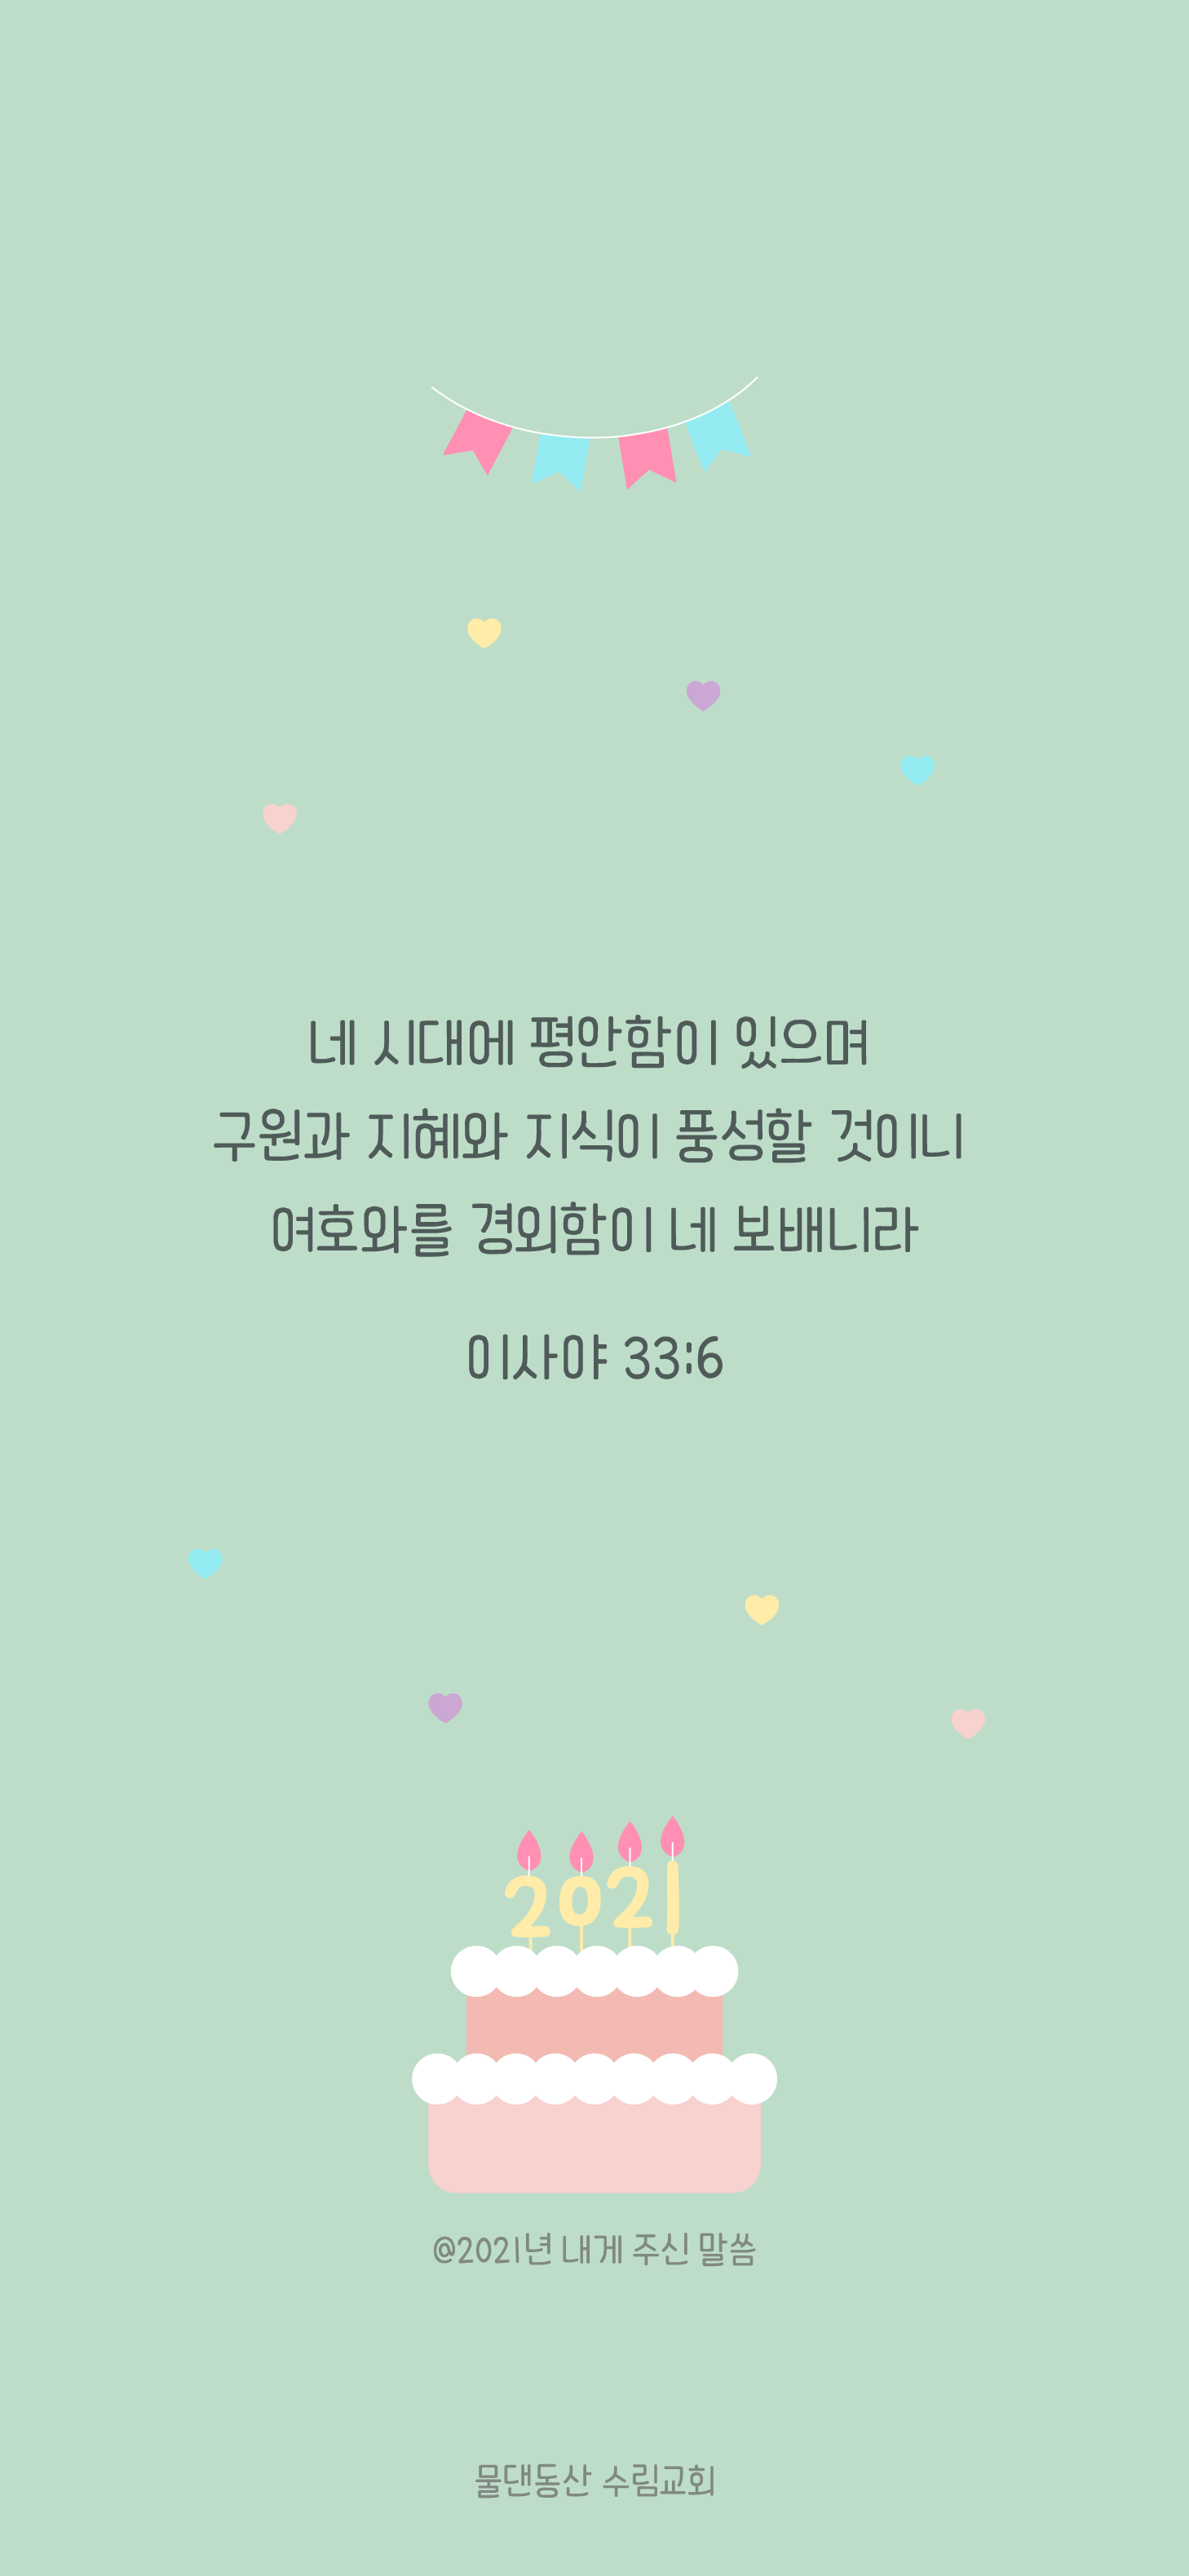 네 시대에 평안함이 있으며
구원과 지혜와 지식이 풍성할 것이니
여호와를 경외함이 네 보배니라
이사야 33:6
2021
@2021년 내게 주신 말씀
물댄동산 수림교회